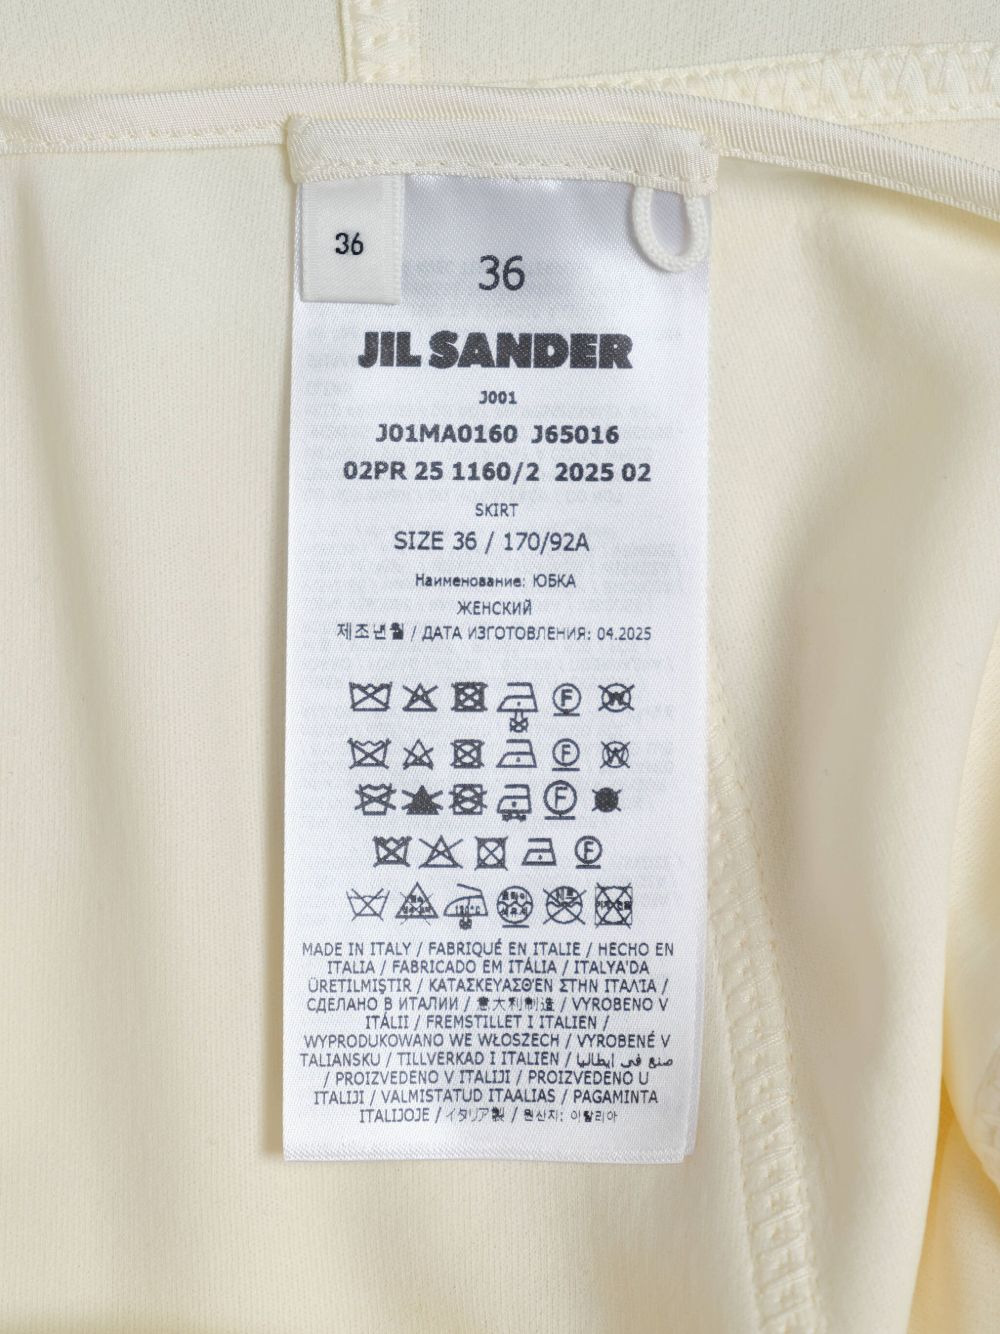 36
36
JIL SANDER
J001
J01MA0160 J65016
02PR 25 1160/2 2025 02
SKIRT
SIZE 36 / 170/92A
Наименование: ЮБКА
ЖЕНСКИЙ
제조년월 / ДАТА ИЗГОТОВЛЕНИЯ: 04.2025
F W
F W
F
F
MADE IN ITALY / FABRIQUÉ EN ITALIE / HECHO EN
ITALIA / FABRICADO EM ITÁLIA / ITALYA'DA
ÜRETILMIŞTIR / ΚΑΤΑΣΚΕΥΑΣΘΈΝ ΣΤΗΝ ΙΤΑΛΊΑ /
СДЕЛАНО В ИТАЛИИ / 意大利制造 / VYROBENO V
ITÁLII / FREMSTILLET I ITALIEN /
WYPRODUKOWANO WE WŁOSZECH / VYROBENÉ V
TALIANSKU / TILLVERKAD I ITALIEN / صنع في إيطاليا
/ PROIZVEDENO V ITALIJI / PROIZVEDENO U
ITALIJI / VALMISTATUD ITAALIAS / PAGAMINTA
ITALIJOJE / イタリア製 / 원산지: 이탈리아